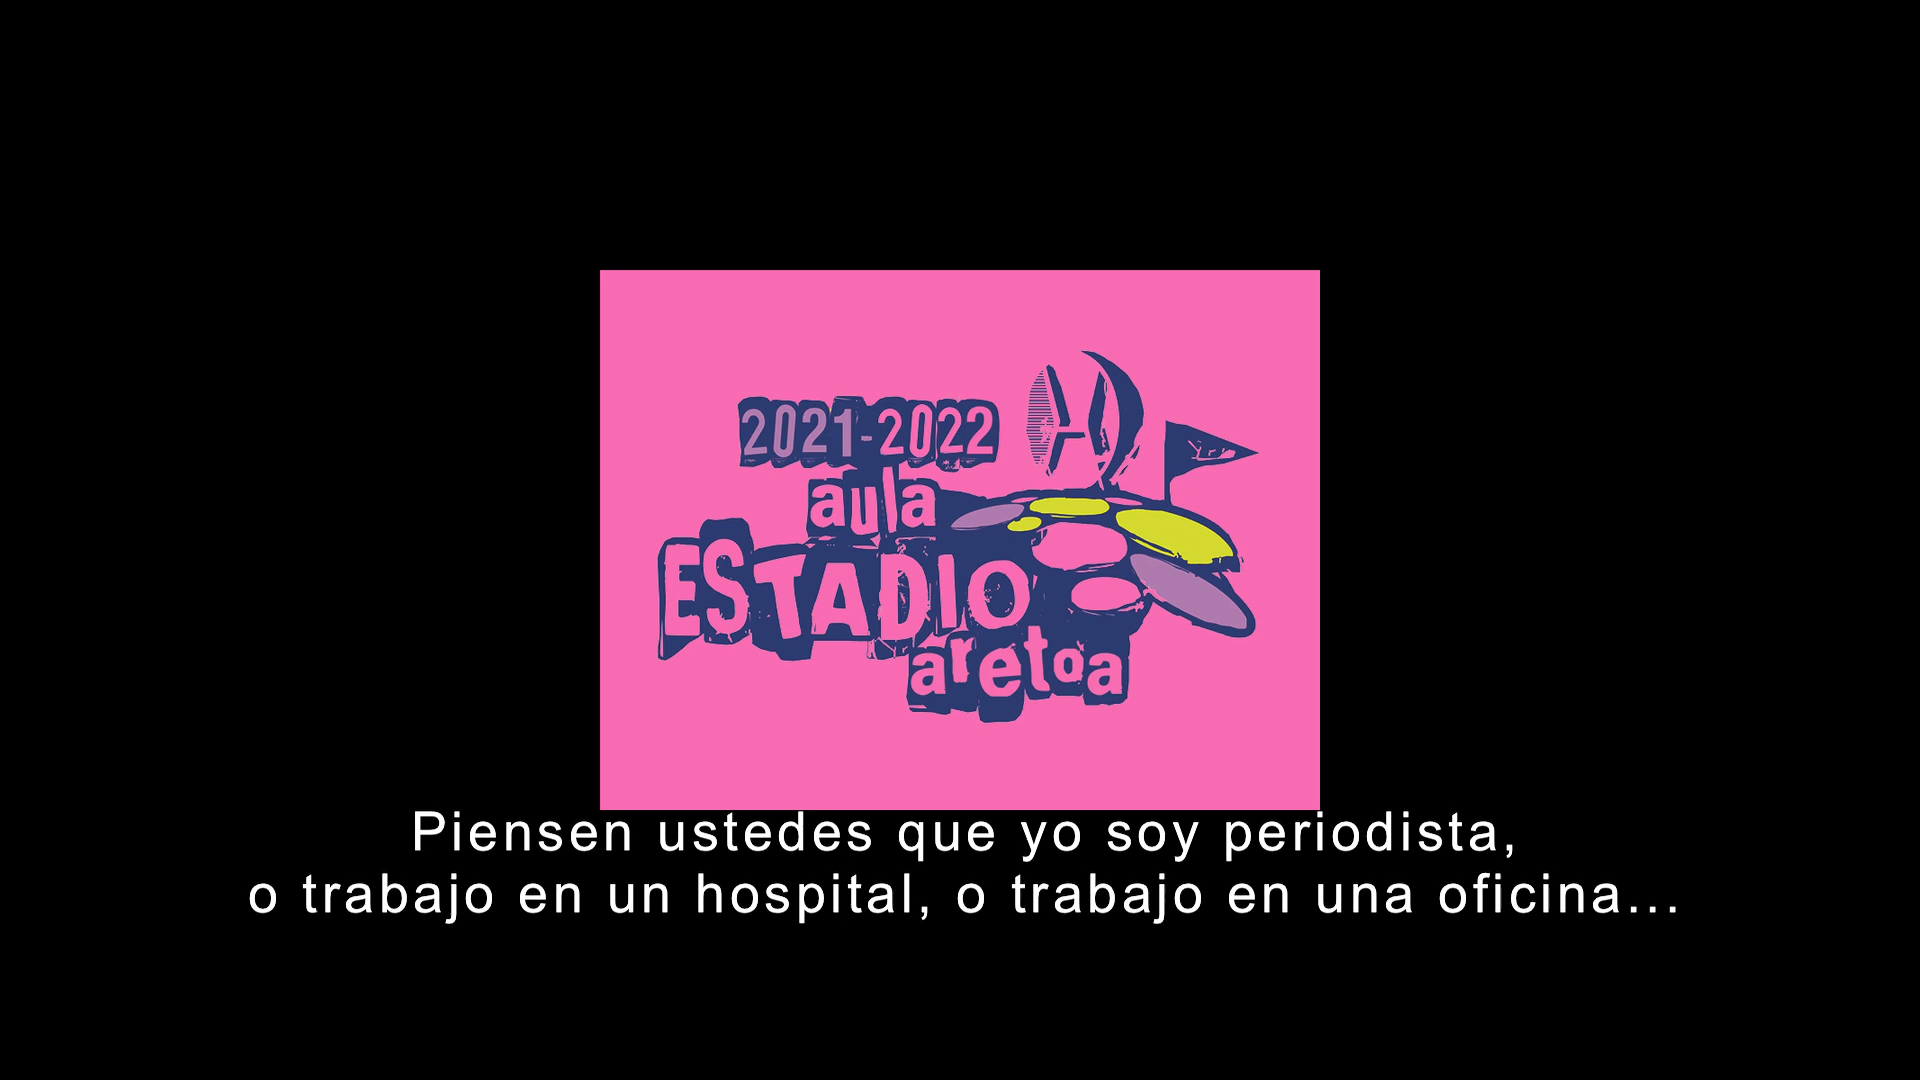 2021-2022
aula
ESTADIO
aretoa
Piensen ustedes que yo soy periodista,
o trabajo en un hospital, o trabajo en una oficina...